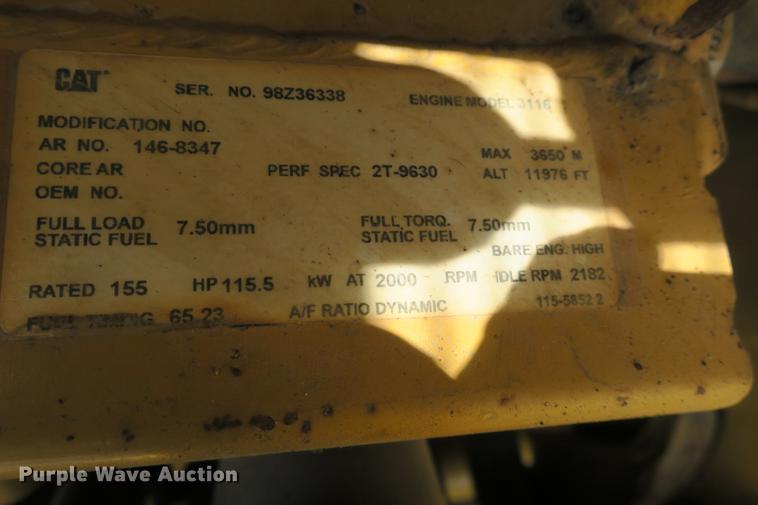 CAT SER. NO. 98Z36338 ENGINE MODEL 3116
MODIFICATION NO.
AR NO. 146-8347 MAX 3650 M
CORE AR PERF SPEC 2T-9630 ALT 11976 FT
OEM NO.
FULL LOAD 7.50mm FULL TORQ. 7.50mm
STATIC FUEL STATIC FUEL
BARE ENG. HIGH
RATED 155 HP 115.5 kW AT 2000 RPM IDLE RPM 2182
FUEL TIMING 65.23 A/F RATIO DYNAMIC 115-5852 2
Purple Wave Auction